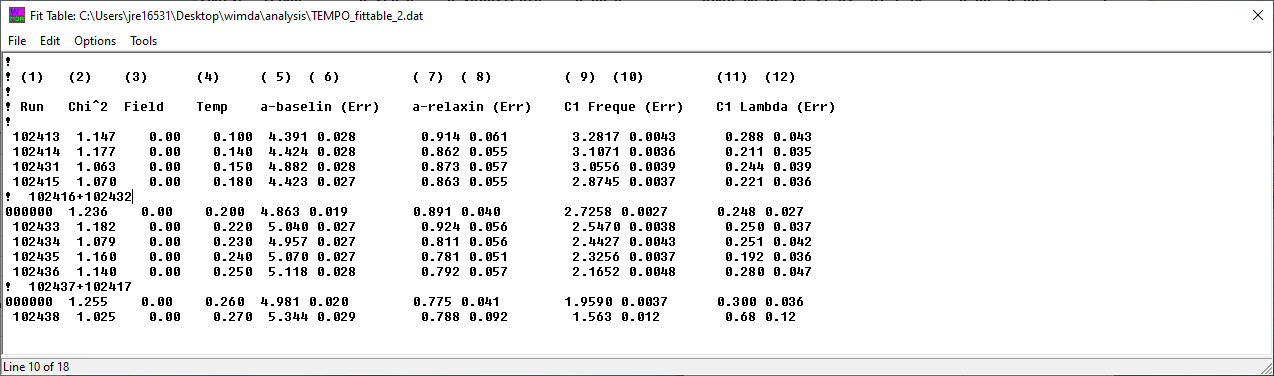 Fit Table: C:\Users\jre16531\Desktop\wimda\analysis\TEMPO_fittable_2.dat
File Edit Options Tools
!
! (1) (2) (3) (4) ( 5) ( 6) ( 7) ( 8) ( 9) (10) (11) (12)
!
! Run Chi^2 Field Temp a-baselin (Err) a-relaxin (Err) C1 Freque (Err) C1 Lambda (Err)
!
102413 1.147 0.00 0.100 4.391 0.028 0.914 0.061 3.2817 0.0043 0.288 0.043
102414 1.177 0.00 0.140 4.424 0.028 0.862 0.055 3.1071 0.0036 0.211 0.035
102431 1.063 0.00 0.150 4.882 0.028 0.873 0.057 3.0556 0.0039 0.244 0.039
102415 1.070 0.00 0.180 4.423 0.027 0.863 0.055 2.8745 0.0037 0.221 0.036
! 102416+102432
000000 1.236 0.00 0.200 4.863 0.019 0.891 0.040 2.7258 0.0027 0.248 0.027
102433 1.182 0.00 0.220 5.040 0.027 0.924 0.056 2.5470 0.0038 0.250 0.037
102434 1.079 0.00 0.230 4.957 0.027 0.811 0.056 2.4427 0.0043 0.251 0.042
102435 1.160 0.00 0.240 5.070 0.027 0.781 0.051 2.3256 0.0037 0.192 0.036
102436 1.140 0.00 0.250 5.118 0.028 0.792 0.057 2.1652 0.0048 0.280 0.047
! 102437+102417
000000 1.255 0.00 0.260 4.981 0.020 0.775 0.041 1.9590 0.0037 0.300 0.036
102438 1.025 0.00 0.270 5.344 0.029 0.788 0.092 1.563 0.012 0.68 0.12
Line 10 of 18